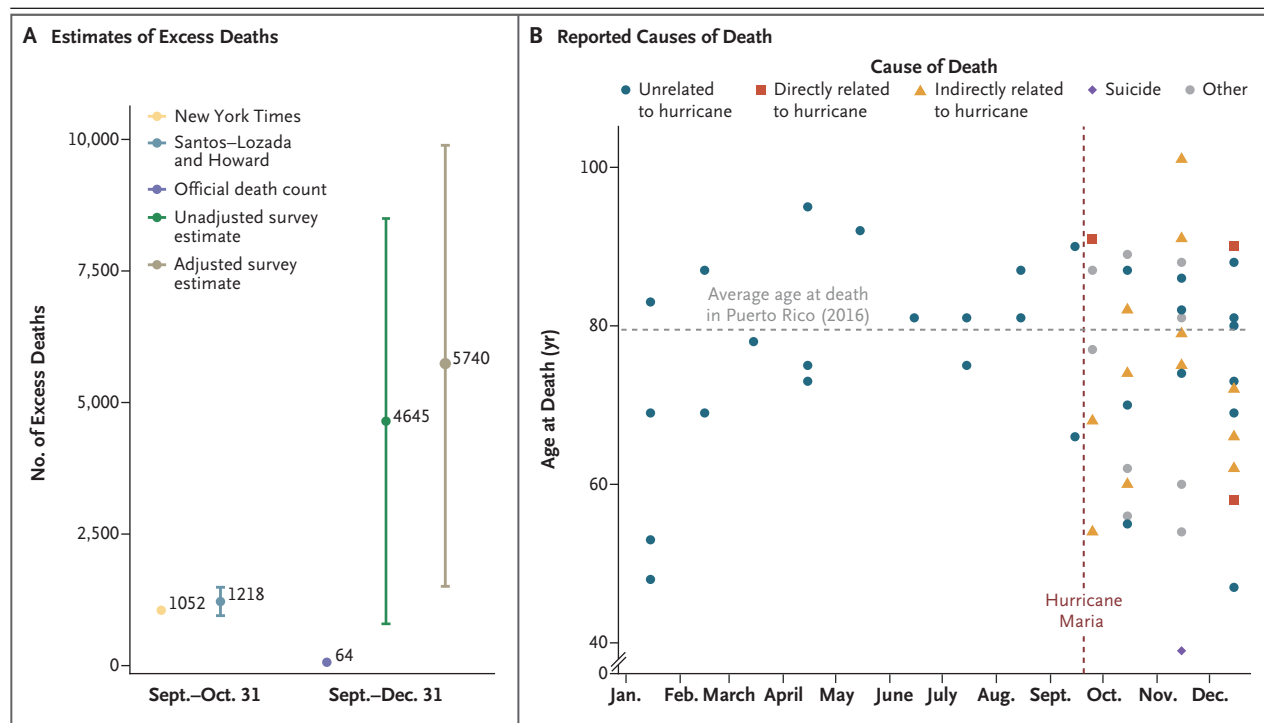 A Estimates of Excess Deaths
No. of Excess Deaths
10,000
7,500
5,000
2,500
0
New York Times
Santos–Lozada
and Howard
Official death count
Unadjusted survey
estimate
Adjusted survey
estimate
1052
1218
64
4645
5740
Sept.–Oct. 31
Sept.–Dec. 31
B Reported Causes of Death
Cause of Death
Unrelated
to hurricane
Directly related
to hurricane
Indirectly related
to hurricane
Suicide
Other
Age at Death (yr)
100
80
60
40
0
Average age at death
in Puerto Rico (2016)
Hurricane
Maria
Jan. Feb. March April May June July Aug. Sept. Oct. Nov. Dec.